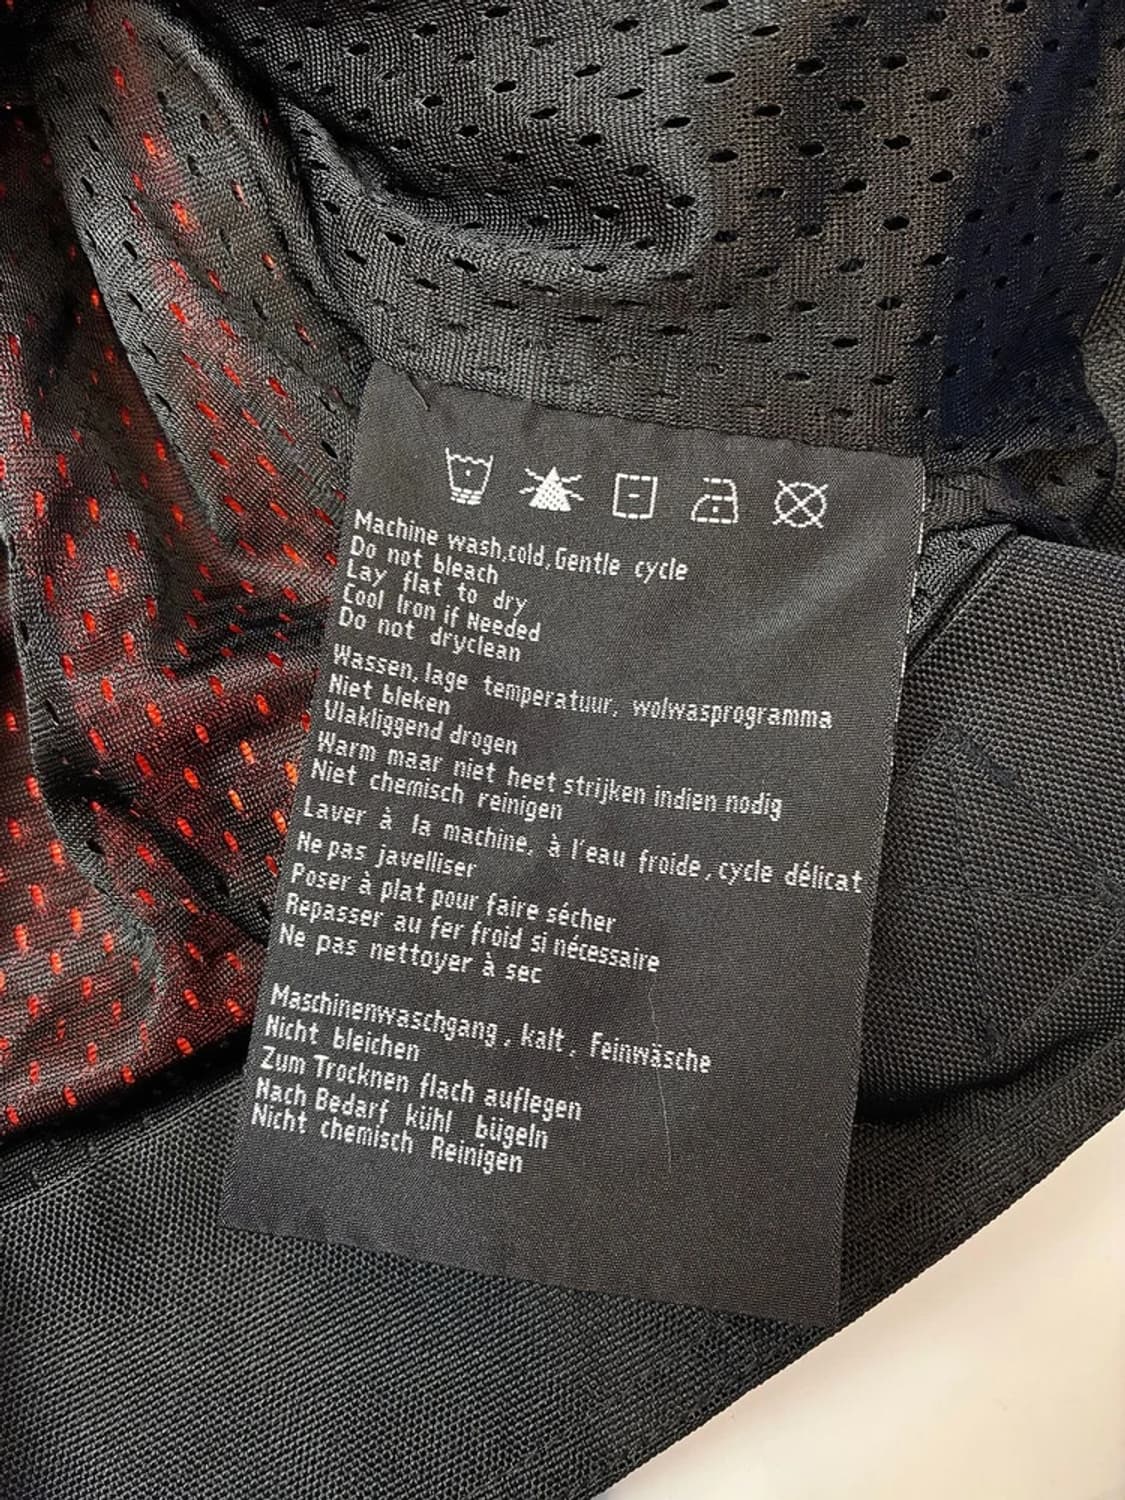 Machine wash,cold,Gentle cycle
Do not bleach
Lay flat to dry
Cool Iron if Needed
Do not dryclean
Wassen, lage temperatuur, wolwasprogramma
Niet bleken
Vlakliggend drogen
Warm maar niet heet strijken indien nodig
Niet chemisch reinigen
Laver à la machine, à l'eau froide, cycle délicat
Ne pas javelliser
Poser à plat pour faire sécher
Repasser au fer froid si nécessaire
Ne pas nettoyer à sec
Maschinenwaschgang, kalt, Feinwäsche
Nicht bleichen
Zum Trocknen flach auflegen
Nach Bedarf kühl bügeln
Nicht chemisch Reinigen